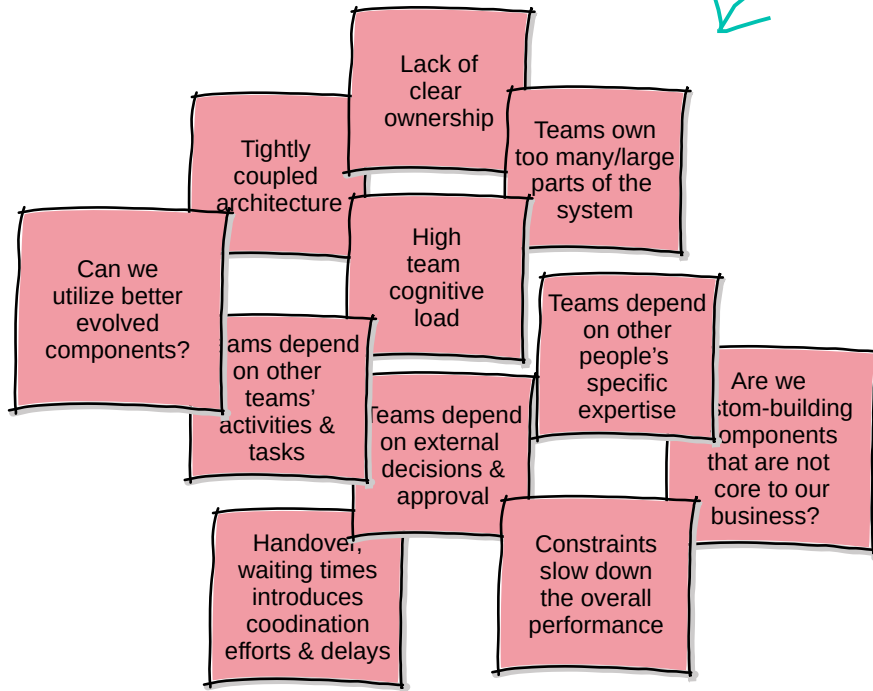 Lack of
clear
ownership
Tightly
coupled
architecture
Teams own
too many/large
parts of the
system
High
team
cognitive
load
Can we
utilize better
evolved
components?
Teams depend
on other
people's
specific
expertise
ams depend
on other
teams'
activities &
tasks
Teams depend
on external
decisions &
approval
Are we
stom-building
omponents
that are not
core to our
business?
Handover,
waiting times
introduces
coodination
efforts & delays
Constraints
slow down
the overall
performance